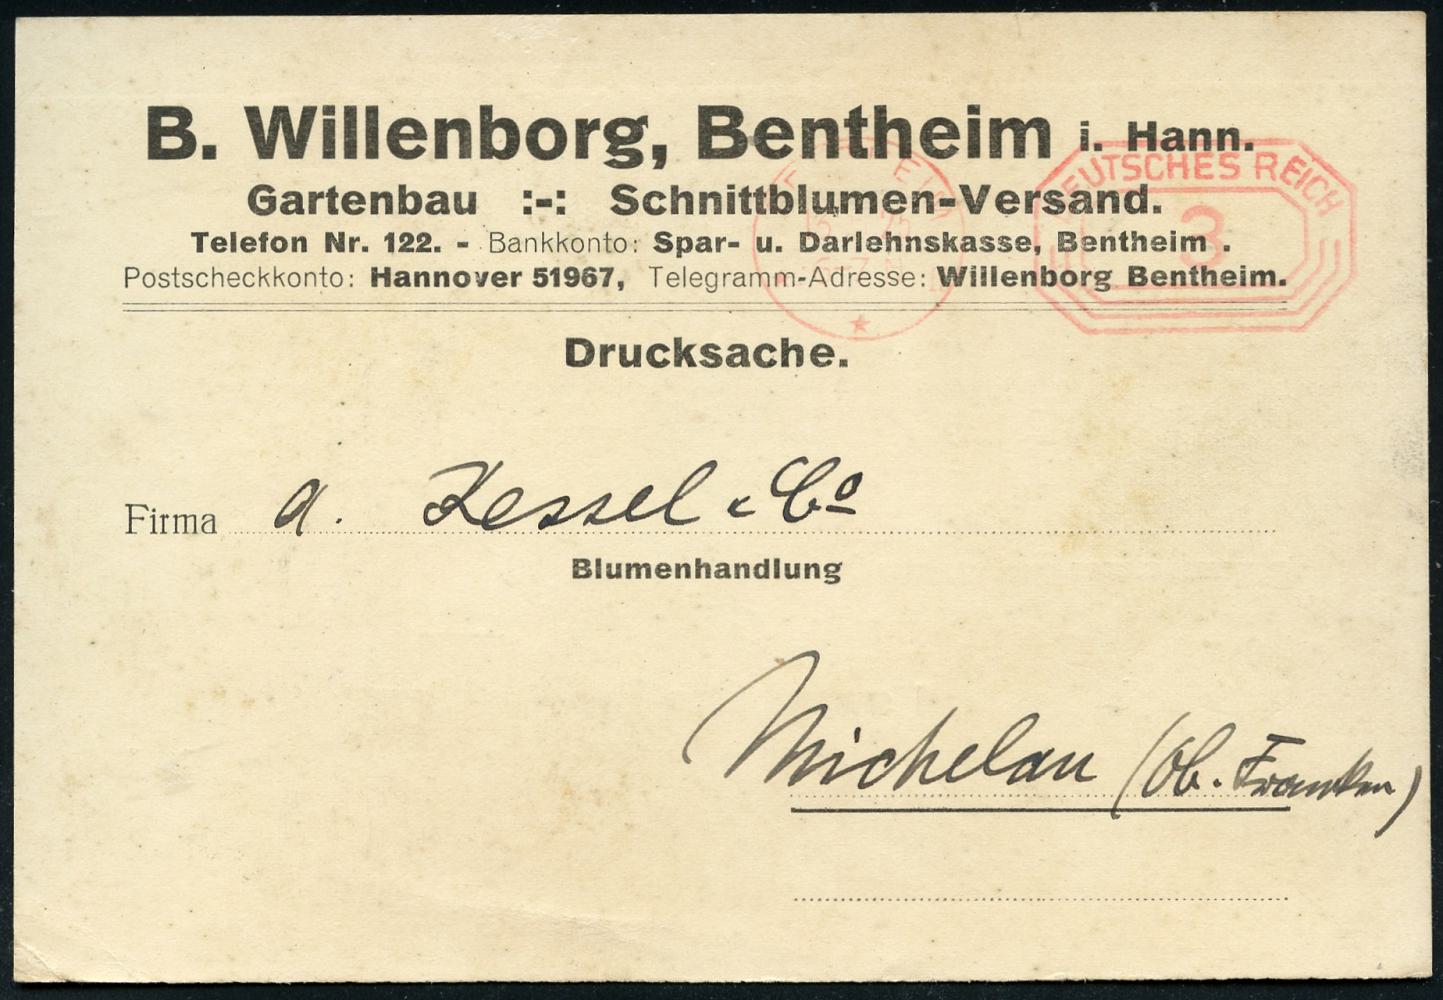 B. Willenborg, Bentheim i. Hann.
Gartenbau :-: Schnittblumen-Versand.
Telefon Nr. 122. - Bankkonto: Spar- u. Darlehnskasse, Bentheim .
Postscheckkonto: Hannover 51967, Telegramm-Adresse: Willenborg Bentheim.
DEUTSCHES REICH
3
Drucksache.
Firma A. Kessel & Co
Blumenhandlung
Michelau (Ob. Franken)